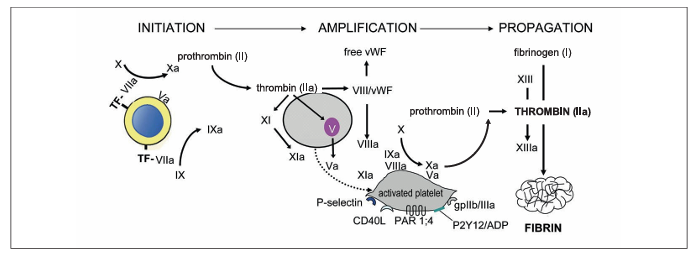 INITIATION
AMPLIFICATION
PROPAGATION
prothrombin (II)
X
Xa
TF-VIIa
Va
TF-VIIa
IX
IXa
free vWF
thrombin (IIa)
VIII/vWF
XI
XIa
V
Va
VIIIa
XIa
IXa
VIIIa
X
Xa
Va
prothrombin (II)
activated platelet
P-selectin
CD40L
PAR 1;4
gpIIb/IIIa
P2Y12/ADP
fibrinogen (I)
XIII
THROMBIN (IIa)
XIIIa
FIBRIN